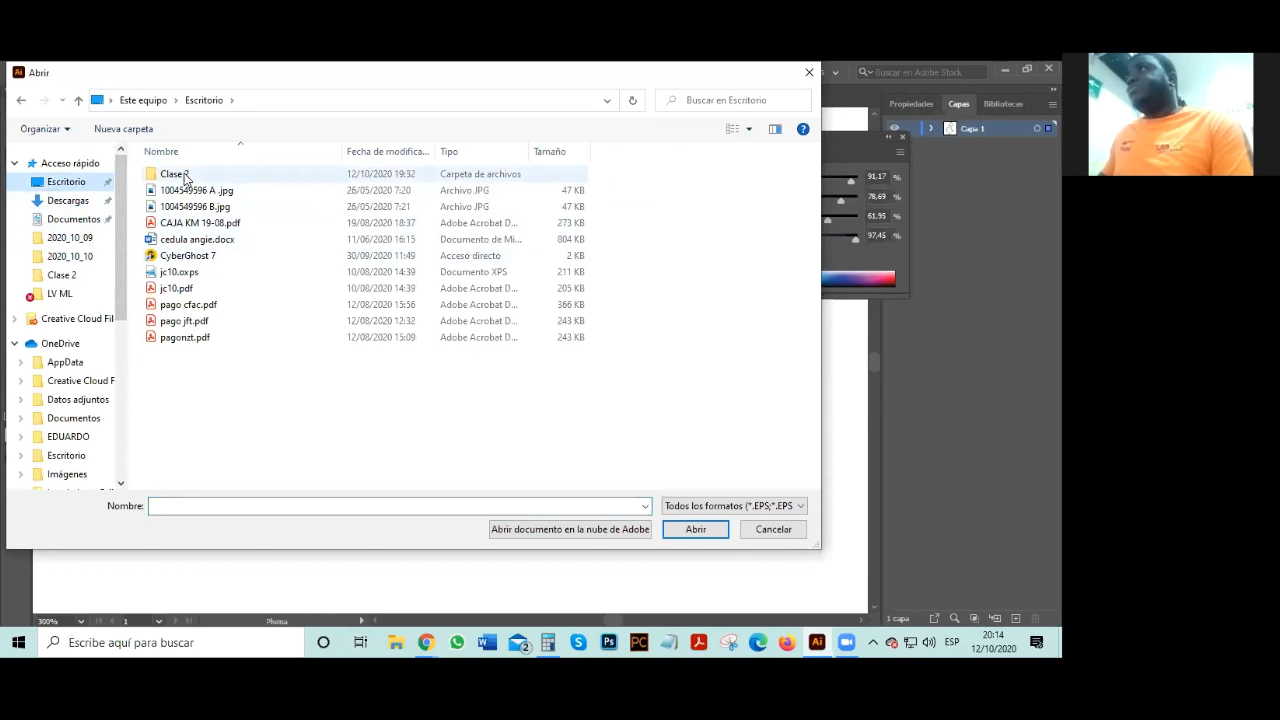 Abrir
Buscar en Adobe Stock
Este equipo
Escritorio
Buscar en Escritorio
Propiedades
Capas
Bibliotecas
Organizar
Nueva carpeta
Capa 1
Nombre
Fecha de modifica...
Tipo
Tamaño
Acceso rápido
Clase
12/10/2020 19:32
Carpeta de archivos
91,17 %
Escritorio
1004549596 A .jpg
26/05/2020 7:20
Archivo JPG
47 KB
78,69 %
Descargas
1004549596 B.jpg
26/05/2020 7:21
Archivo JPG
47 KB
61,95 %
Documentos
CAJA KM 19-08.pdf
19/08/2020 18:37
Adobe Acrobat D...
273 KB
97,45 %
2020_10_09
cedula angie.docx
11/06/2020 16:15
Documento de Mi...
804 KB
2020_10_10
CyberGhost 7
30/09/2020 11:49
Acceso directo
2 KB
Clase 2
jc10.oxps
10/08/2020 14:39
Documento XPS
211 KB
LV ML
jc10.pdf
10/08/2020 14:39
Adobe Acrobat D...
205 KB
pago cfac.pdf
12/08/2020 15:56
Adobe Acrobat D...
366 KB
Creative Cloud Fil
pago jft.pdf
12/08/2020 12:32
Adobe Acrobat D...
243 KB
OneDrive
pagonzt.pdf
12/08/2020 15:09
Adobe Acrobat D...
243 KB
AppData
Creative Cloud F
Datos adjuntos
Documentos
EDUARDO
Escritorio
Imágenes
Nombre:
Todos los formatos (*.EPS;*.EPS
Abrir documento en la nube de Adobe
Abrir
Cancelar
300%
1
Pluma
1 capa
Escribe aquí para buscar
2
Ps
PC
Ai
ESP
20:14
12/10/2020